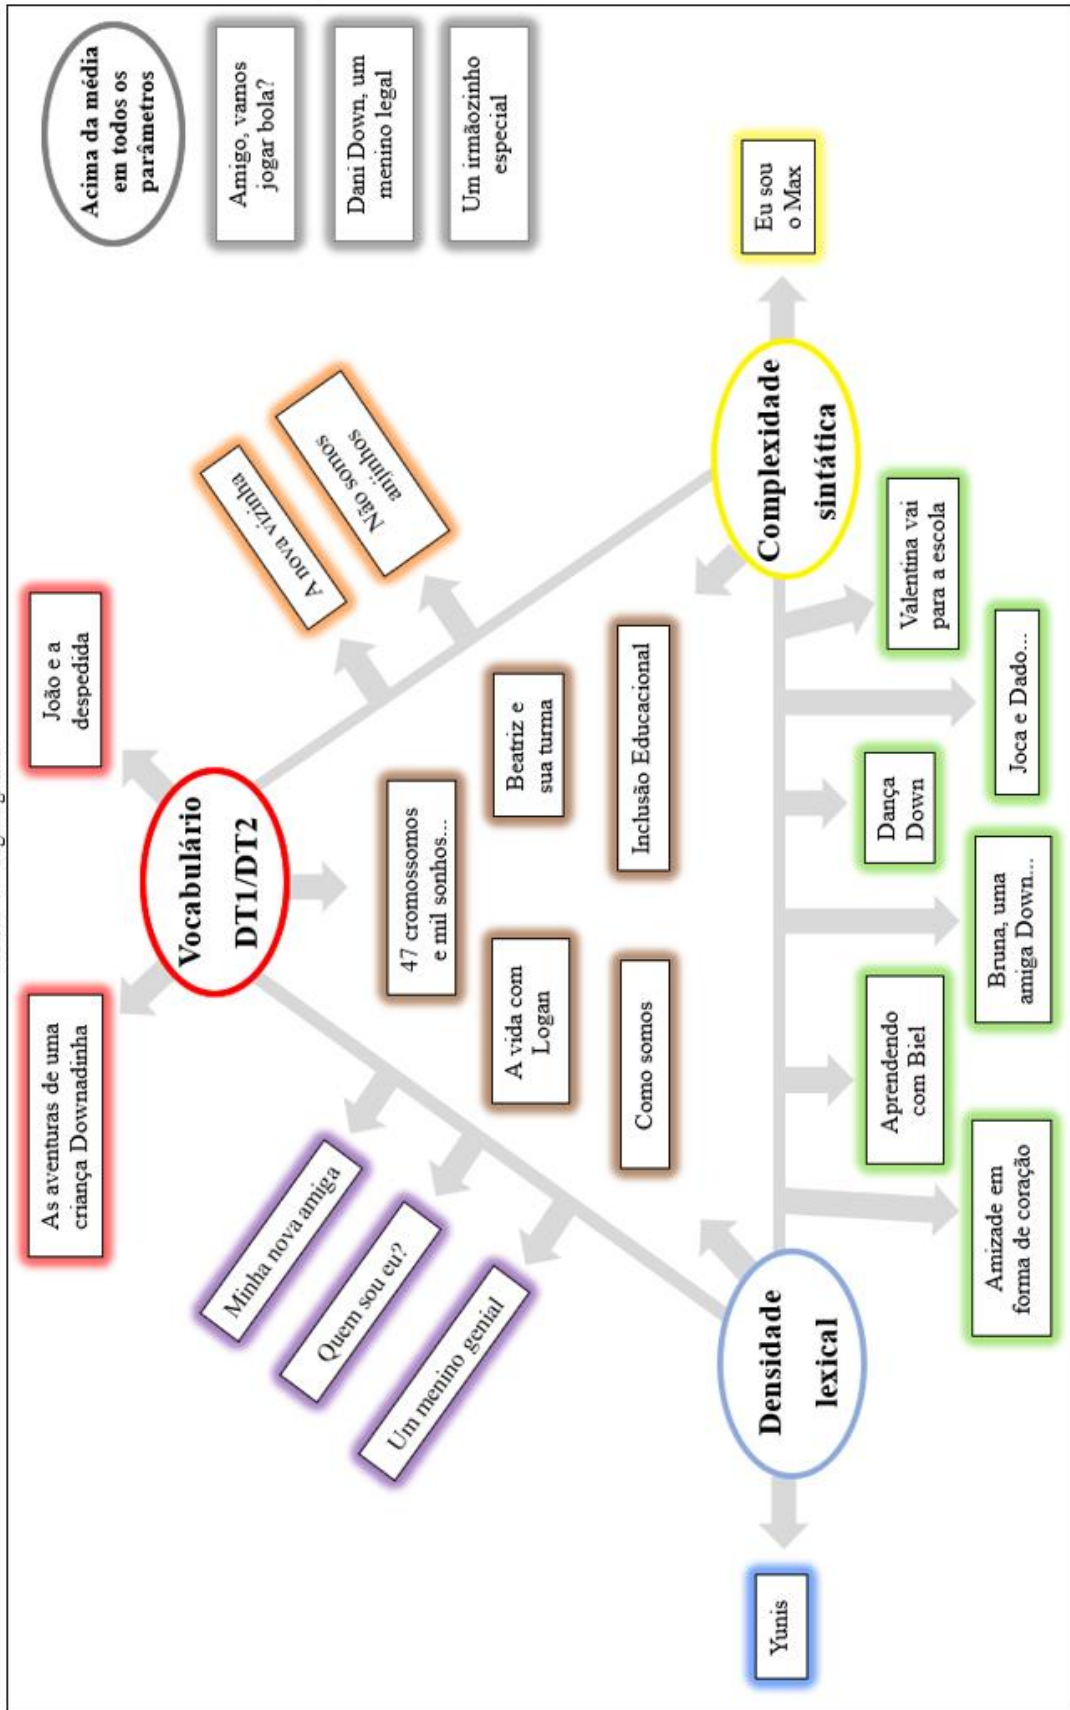 As aventuras de uma
criança Downadinha
João e a
despedida
Acima da média
em todos os
parâmetros
Amigo, vamos
jogar bola?
Dani Down, um
menino legal
Um irmãozinho
especial
Vocabulário
DT1/DT2
Minha nova amiga
Quem sou eu?
Um menino genial
A nova vizinha
Não somos
anjinhos
47 cromossomos
e mil sonhos...
A vida com
Logan
Beatriz e
sua turma
Como somos
Inclusão Educacional
Yunis
Densidade
lexical
Complexidade
sintática
Eu sou
o Max
Amizade em
forma de coração
Aprendendo
com Biel
Bruna, uma
amiga Down...
Dança
Down
Joca e Dado...
Valentina vai
para a escola